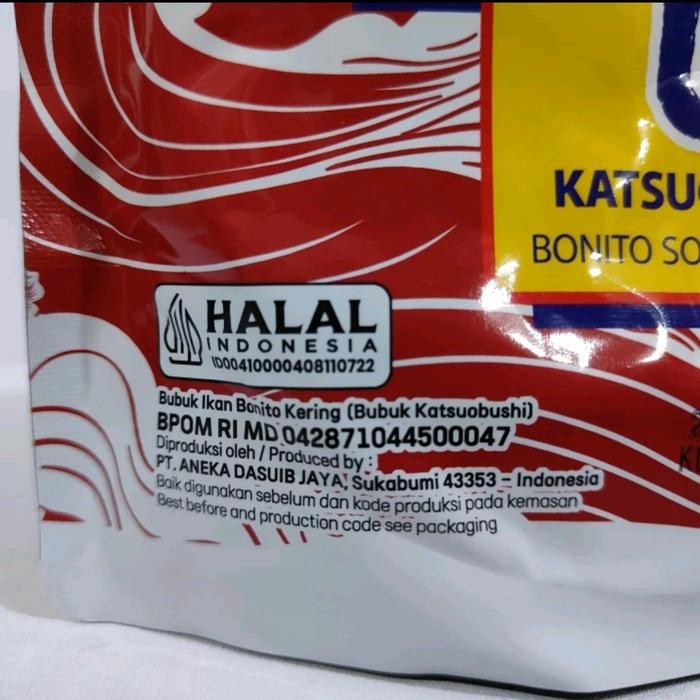 KATSU
BONITO SO
HALAL
INDONESIA
ID00410000408110722
Bubuk Ikan Bonito Kering (Bubuk Katsuobushi)
BPOM RI MD 042871044500047
Diproduksi oleh / Produced by :
PT. ANEKA DASUIB JAYA, Sukabumi 43353 – Indonesia
Baik digunakan sebelum dan kode produksi pada kemasan
Best before and production code see packaging